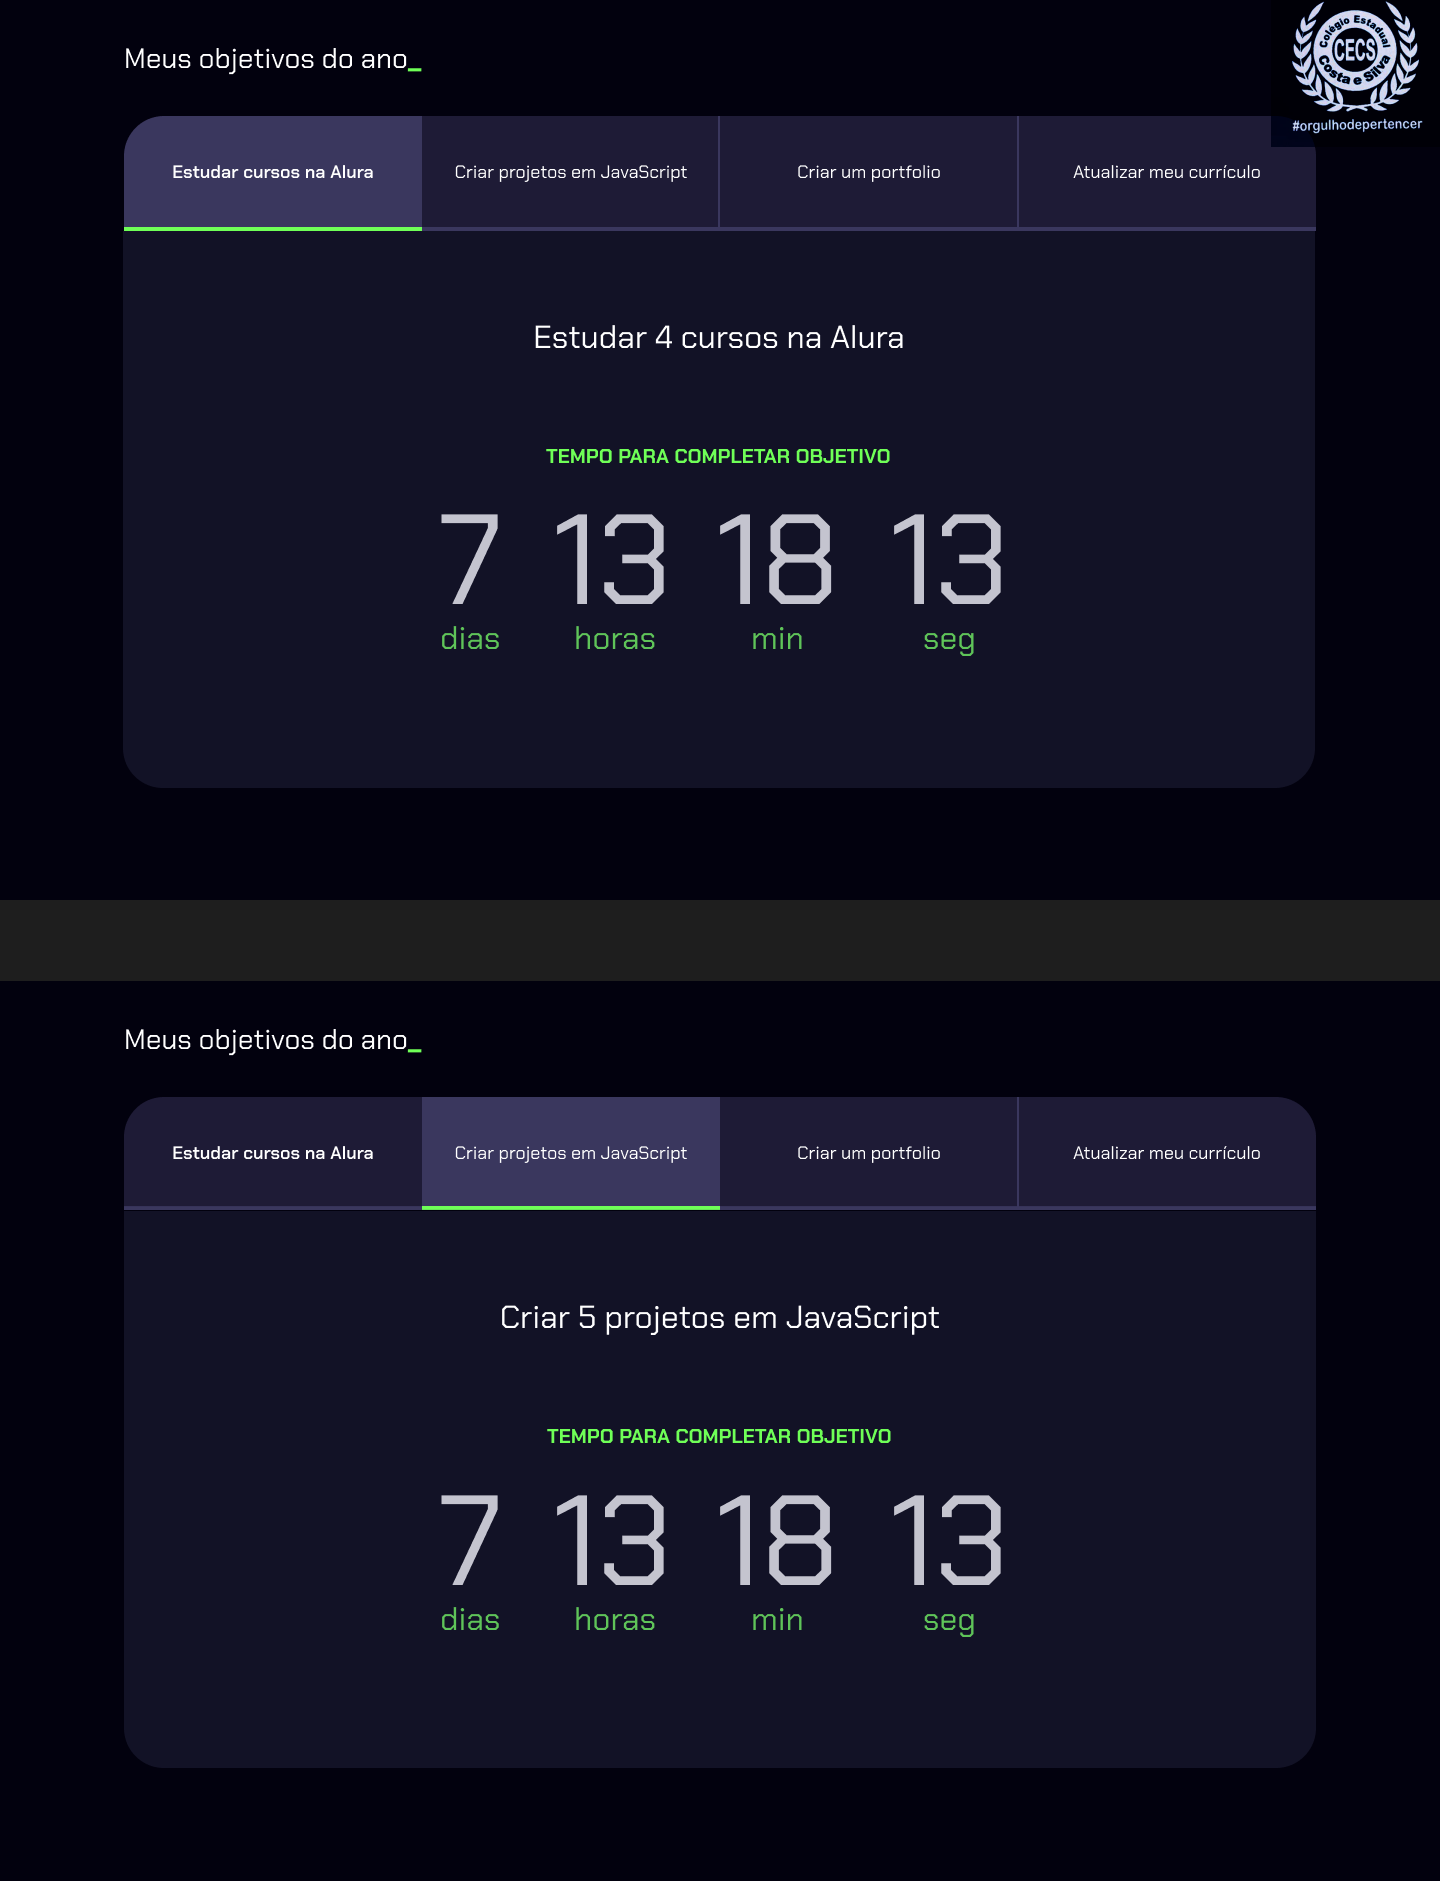 Meus objetivos do ano_
Colégio Estadual
CECS
Costa e Silva
#orgulhodepertencer
Estudar cursos na Alura
Criar projetos em JavaScript
Criar um portfolio
Atualizar meu currículo
Estudar 4 cursos na Alura
TEMPO PARA COMPLETAR OBJETIVO
7 13 18 13
dias horas min seg
Meus objetivos do ano_
Estudar cursos na Alura
Criar projetos em JavaScript
Criar um portfolio
Atualizar meu currículo
Criar 5 projetos em JavaScript
TEMPO PARA COMPLETAR OBJETIVO
7 13 18 13
dias horas min seg